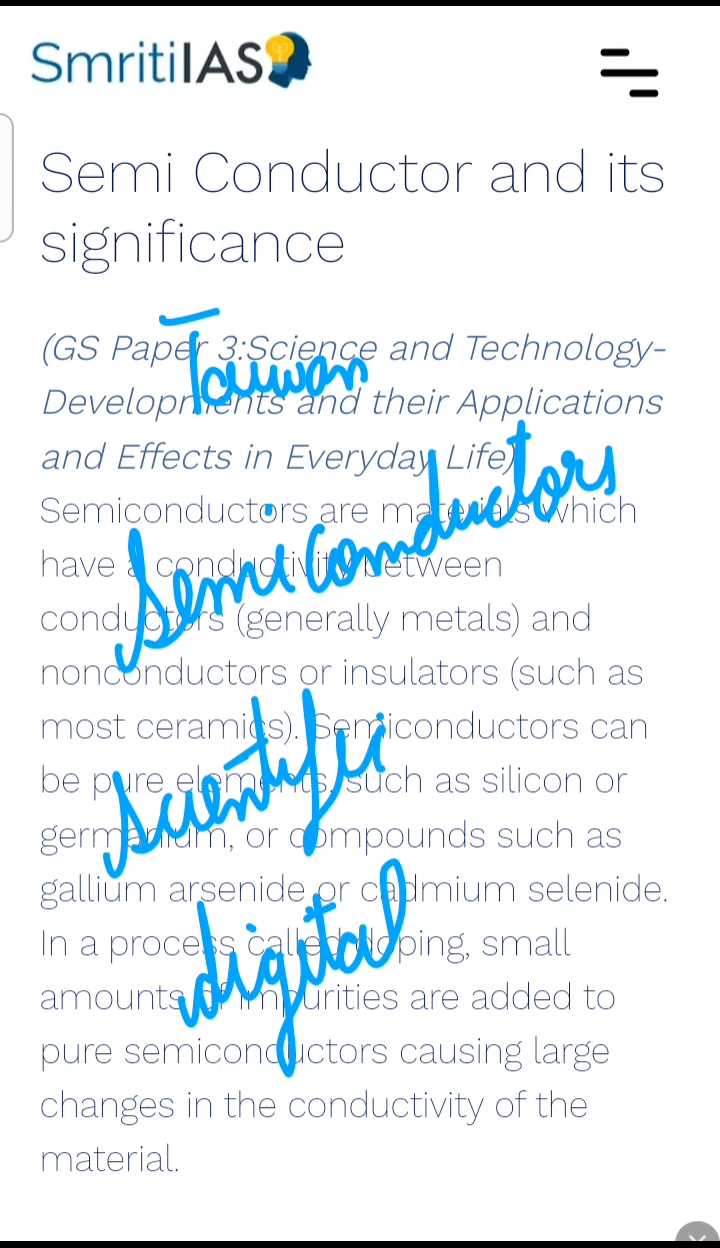 SmritiIAS
Semi Conductor and its
significance
(GS Paper 3:Science and Technology-
Developments and their Applications
and Effects in Everyday Life)
Semiconductors are materials which
have a conductivity between
conductors (generally metals) and
nonconductors or insulators (such as
most ceramics). Semiconductors can
be pure elements, such as silicon or
germanium, or compounds such as
gallium arsenide or cadmium selenide.
In a process called doping, small
amounts of impurities are added to
pure semiconductors causing large
changes in the conductivity of the
material.
Taiwan
Semiconductors
Scientific
digital